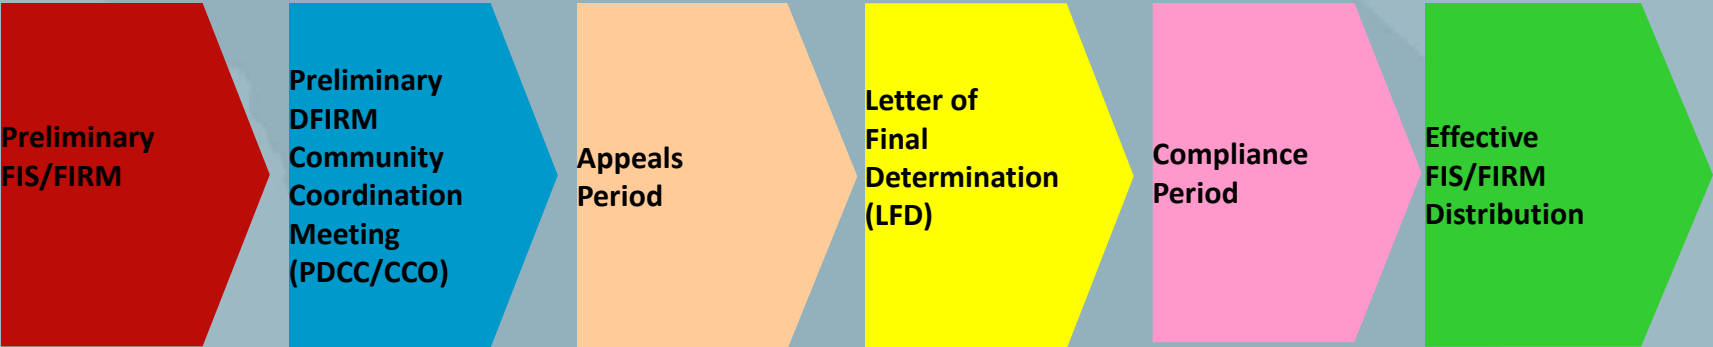 Preliminary
FIS/FIRM
Preliminary
DFIRM
Community
Coordination
Meeting
(PDCC/CCO)
Appeals
Period
Letter of
Final
Determination
(LFD)
Compliance
Period
Effective
FIS/FIRM
Distribution